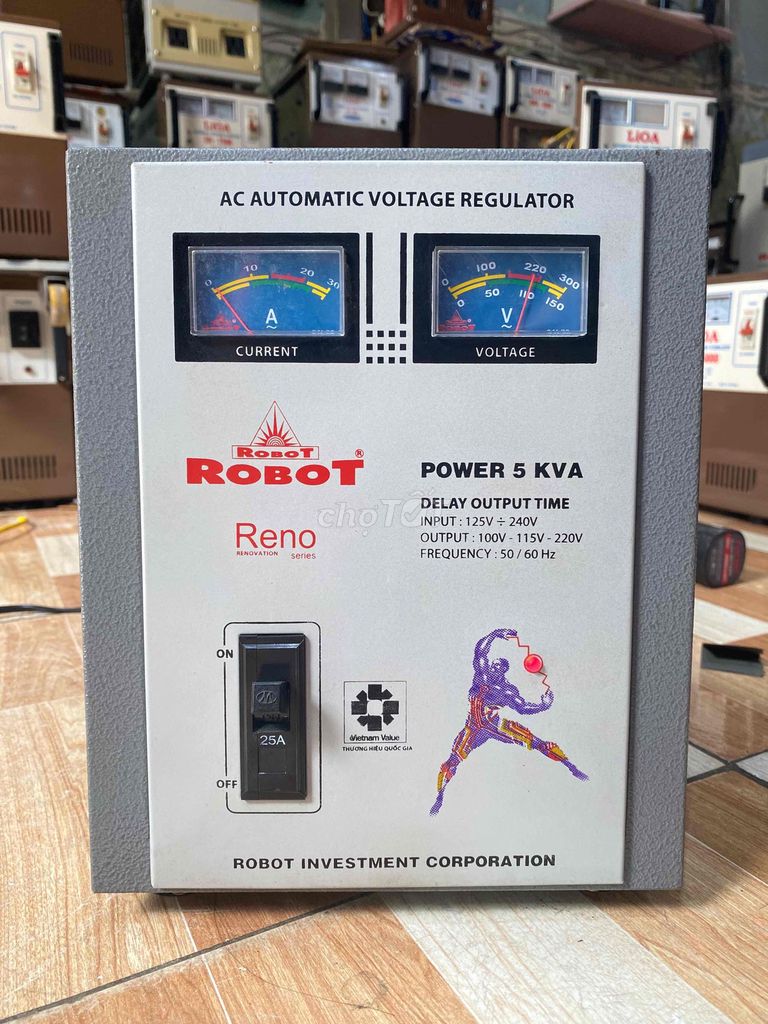 LiOA
AC AUTOMATIC VOLTAGE REGULATOR
0 10 20 30
A
CURRENT
0 100 220 300
0 50 110 150
V
VOLTAGE
ROBOT
ROBOT®
Reno
RENOVATION series
POWER 5 KVA
DELAY OUTPUT TIME
INPUT : 125V ÷ 240V
OUTPUT : 100V - 115V - 220V
FREQUENCY : 50 / 60 Hz
chợTỐT
ON
25A
OFF
Vietnam Value
THƯƠNG HIỆU QUỐC GIA
ROBOT INVESTMENT CORPORATION